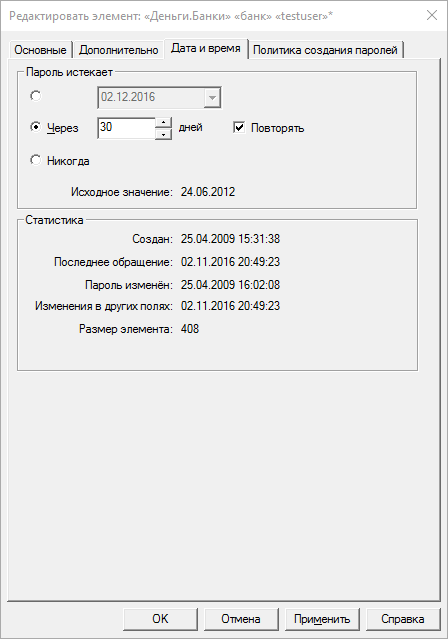 Редактировать элемент: «Деньги.Банки» «банк» «testuser»*
Основные Дополнительно Дата и время Политика создания паролей
Пароль истекает
02.12.2016
Через 30 дней Повторять
Никогда
Исходное значение: 24.06.2012
Статистика
Создан: 25.04.2009 15:31:38
Последнее обращение: 02.11.2016 20:49:23
Пароль изменён: 25.04.2009 16:02:08
Изменения в других полях: 02.11.2016 20:49:23
Размер элемента: 408
OK Отмена Применить Справка